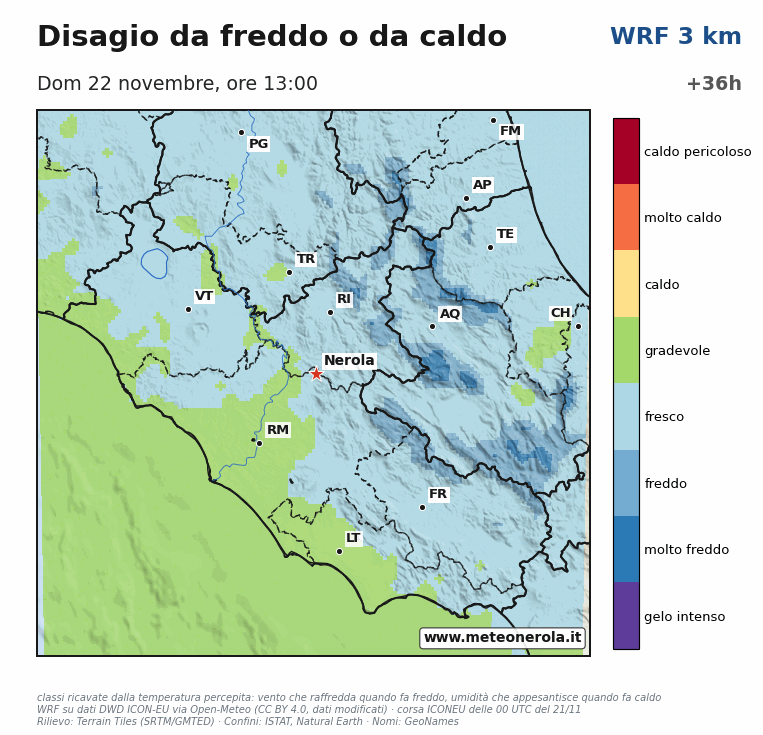 Disagio da freddo o da caldo
WRF 3 km
Dom 22 novembre, ore 13:00
+36h
FM
PG
AP
TE
TR
VT
RI
AQ
CH
Nerola
RM
FR
LT
www.meteonerola.it
caldo pericoloso
molto caldo
caldo
gradevole
fresco
freddo
molto freddo
gelo intenso
classi ricavate dalla temperatura percepita: vento che raffredda quando fa freddo, umidità che appesantisce quando fa caldo
WRF su dati DWD ICON-EU via Open-Meteo (CC BY 4.0, dati modificati) · corsa ICONEU delle 00 UTC del 21/11
Rilievo: Terrain Tiles (SRTM/GMTED) · Confini: ISTAT, Natural Earth · Nomi: GeoNames